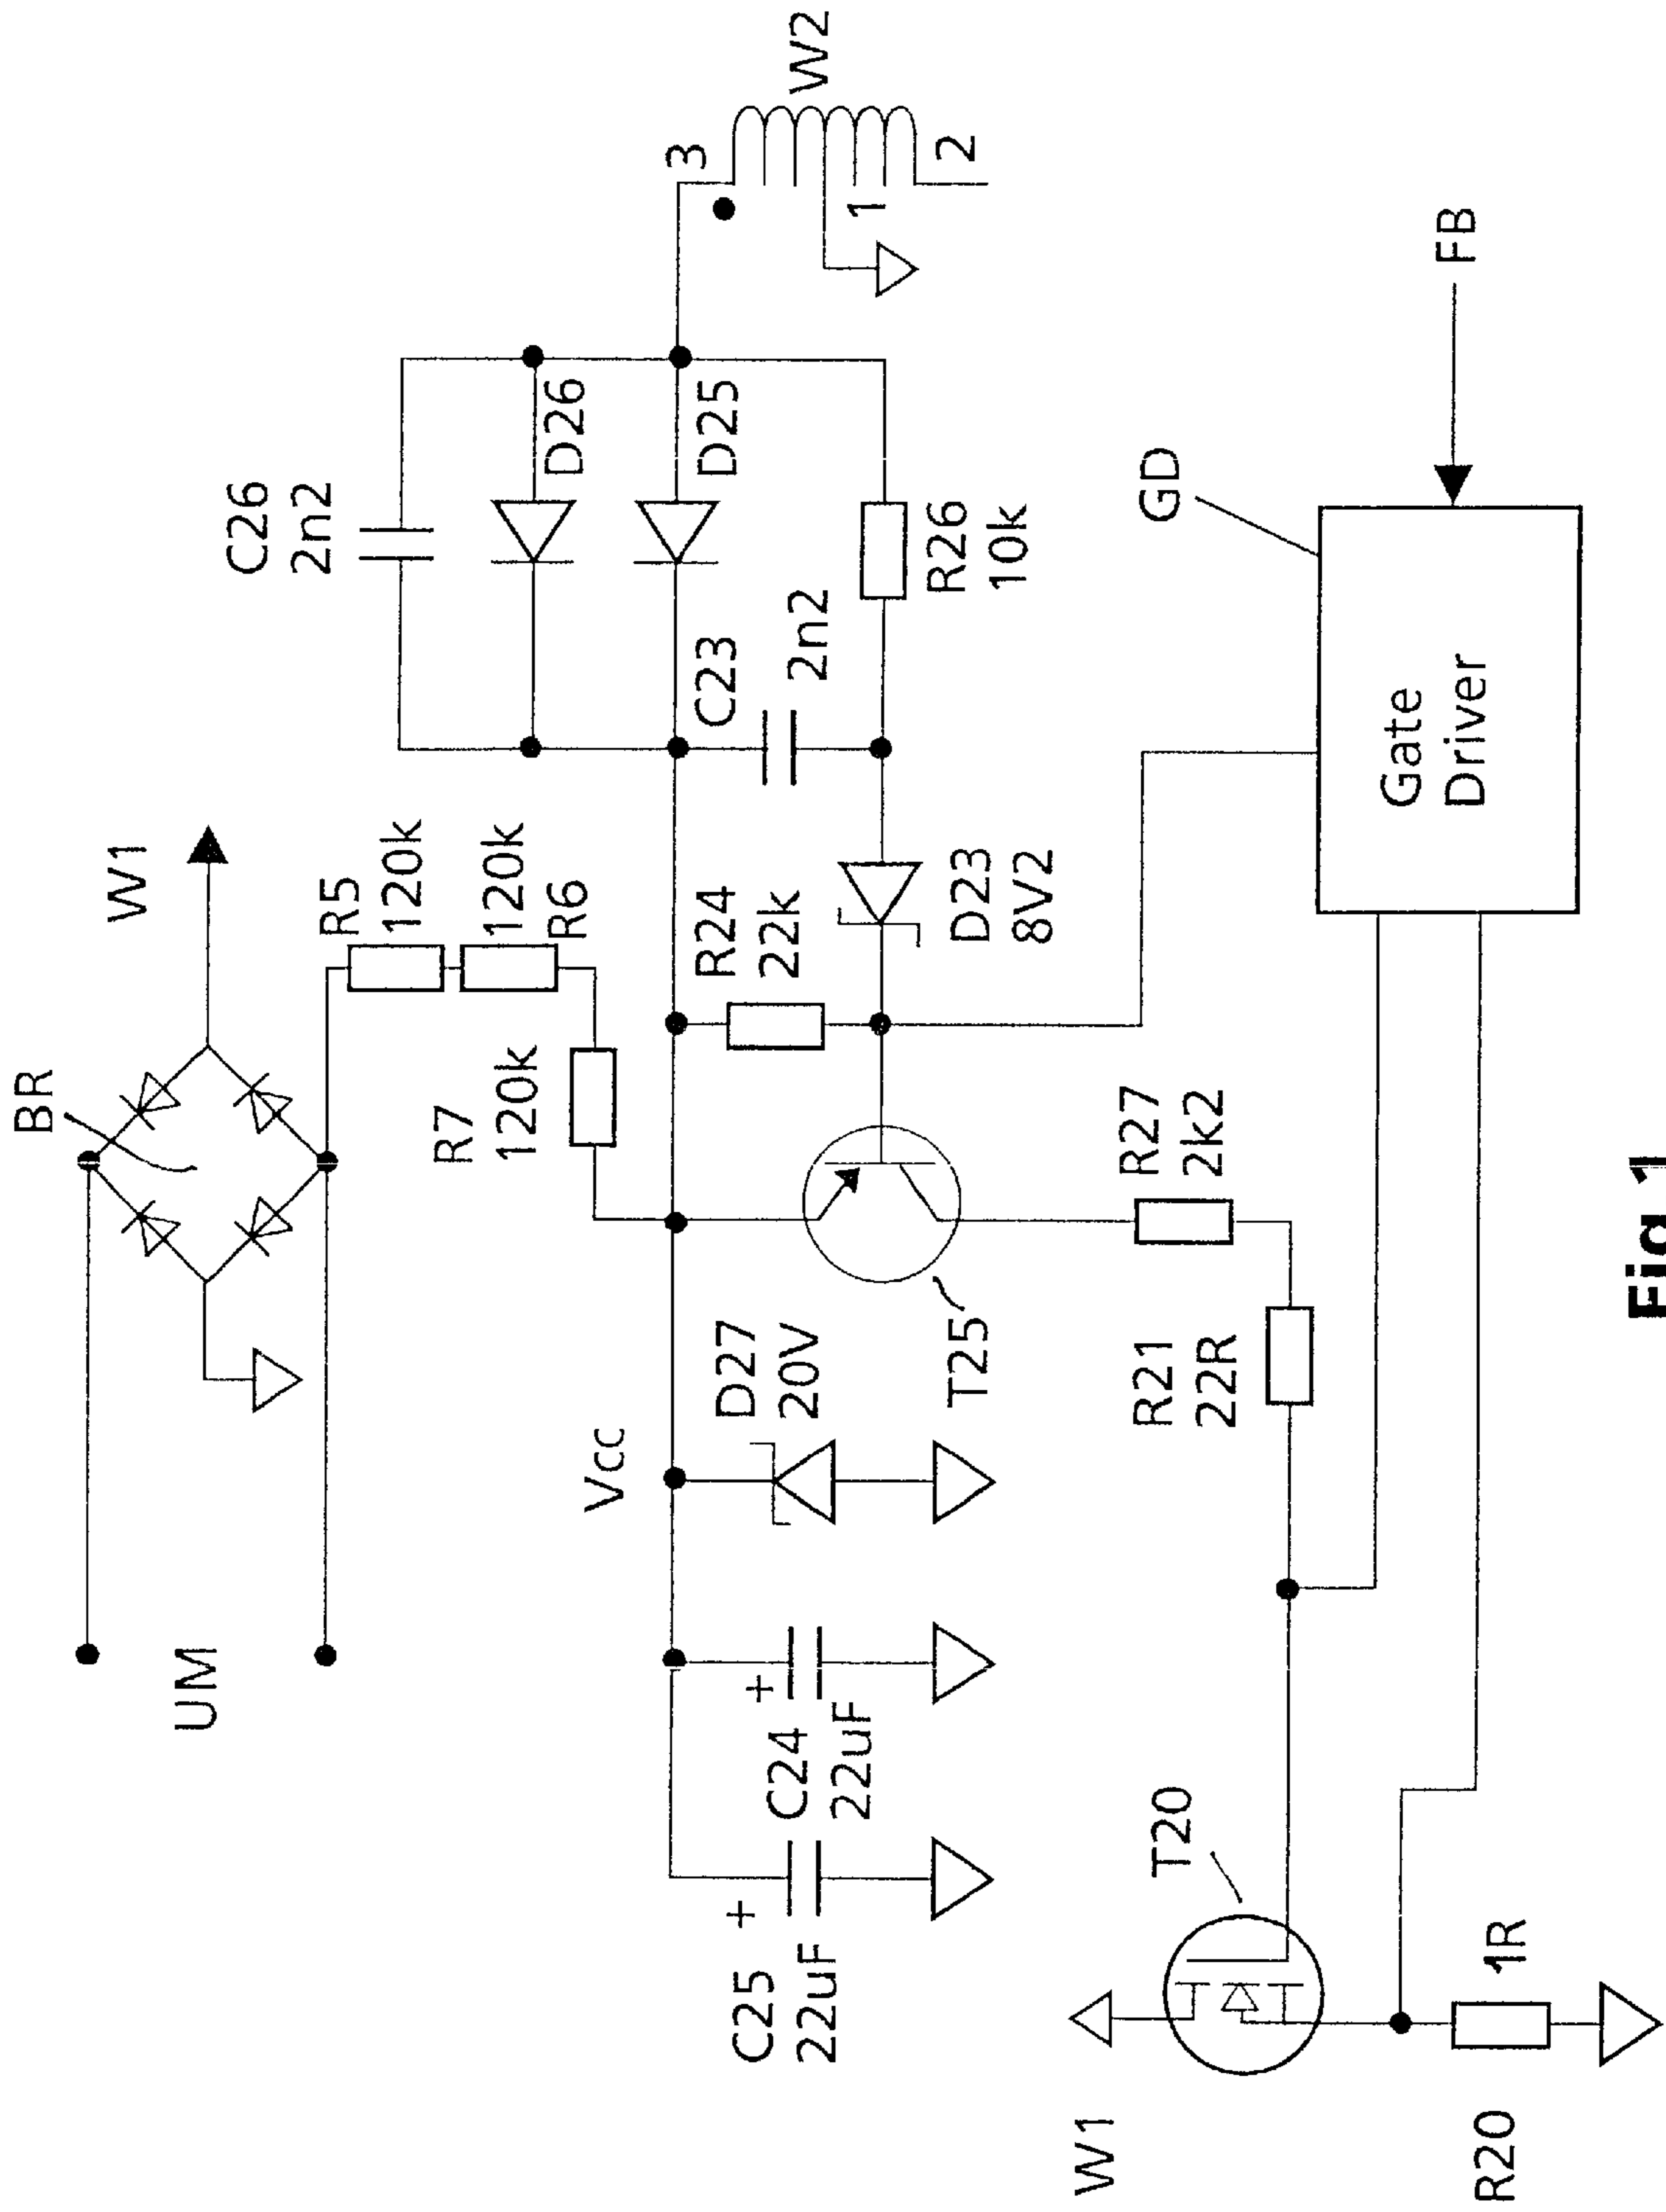 BR
W1
UM
R5
120k
120k
R6
R7
120k
C26
2n2
D26
D25
3
W2
1
2
C23
2n2
R26
10k
Vcc
R24
22k
D23
8V2
D27
20V
C24
22uF
C25
22uF
T25
R27
2k2
R21
22R
GD
FB
Gate
Driver
T20
W1
R20
1R
Fig 1